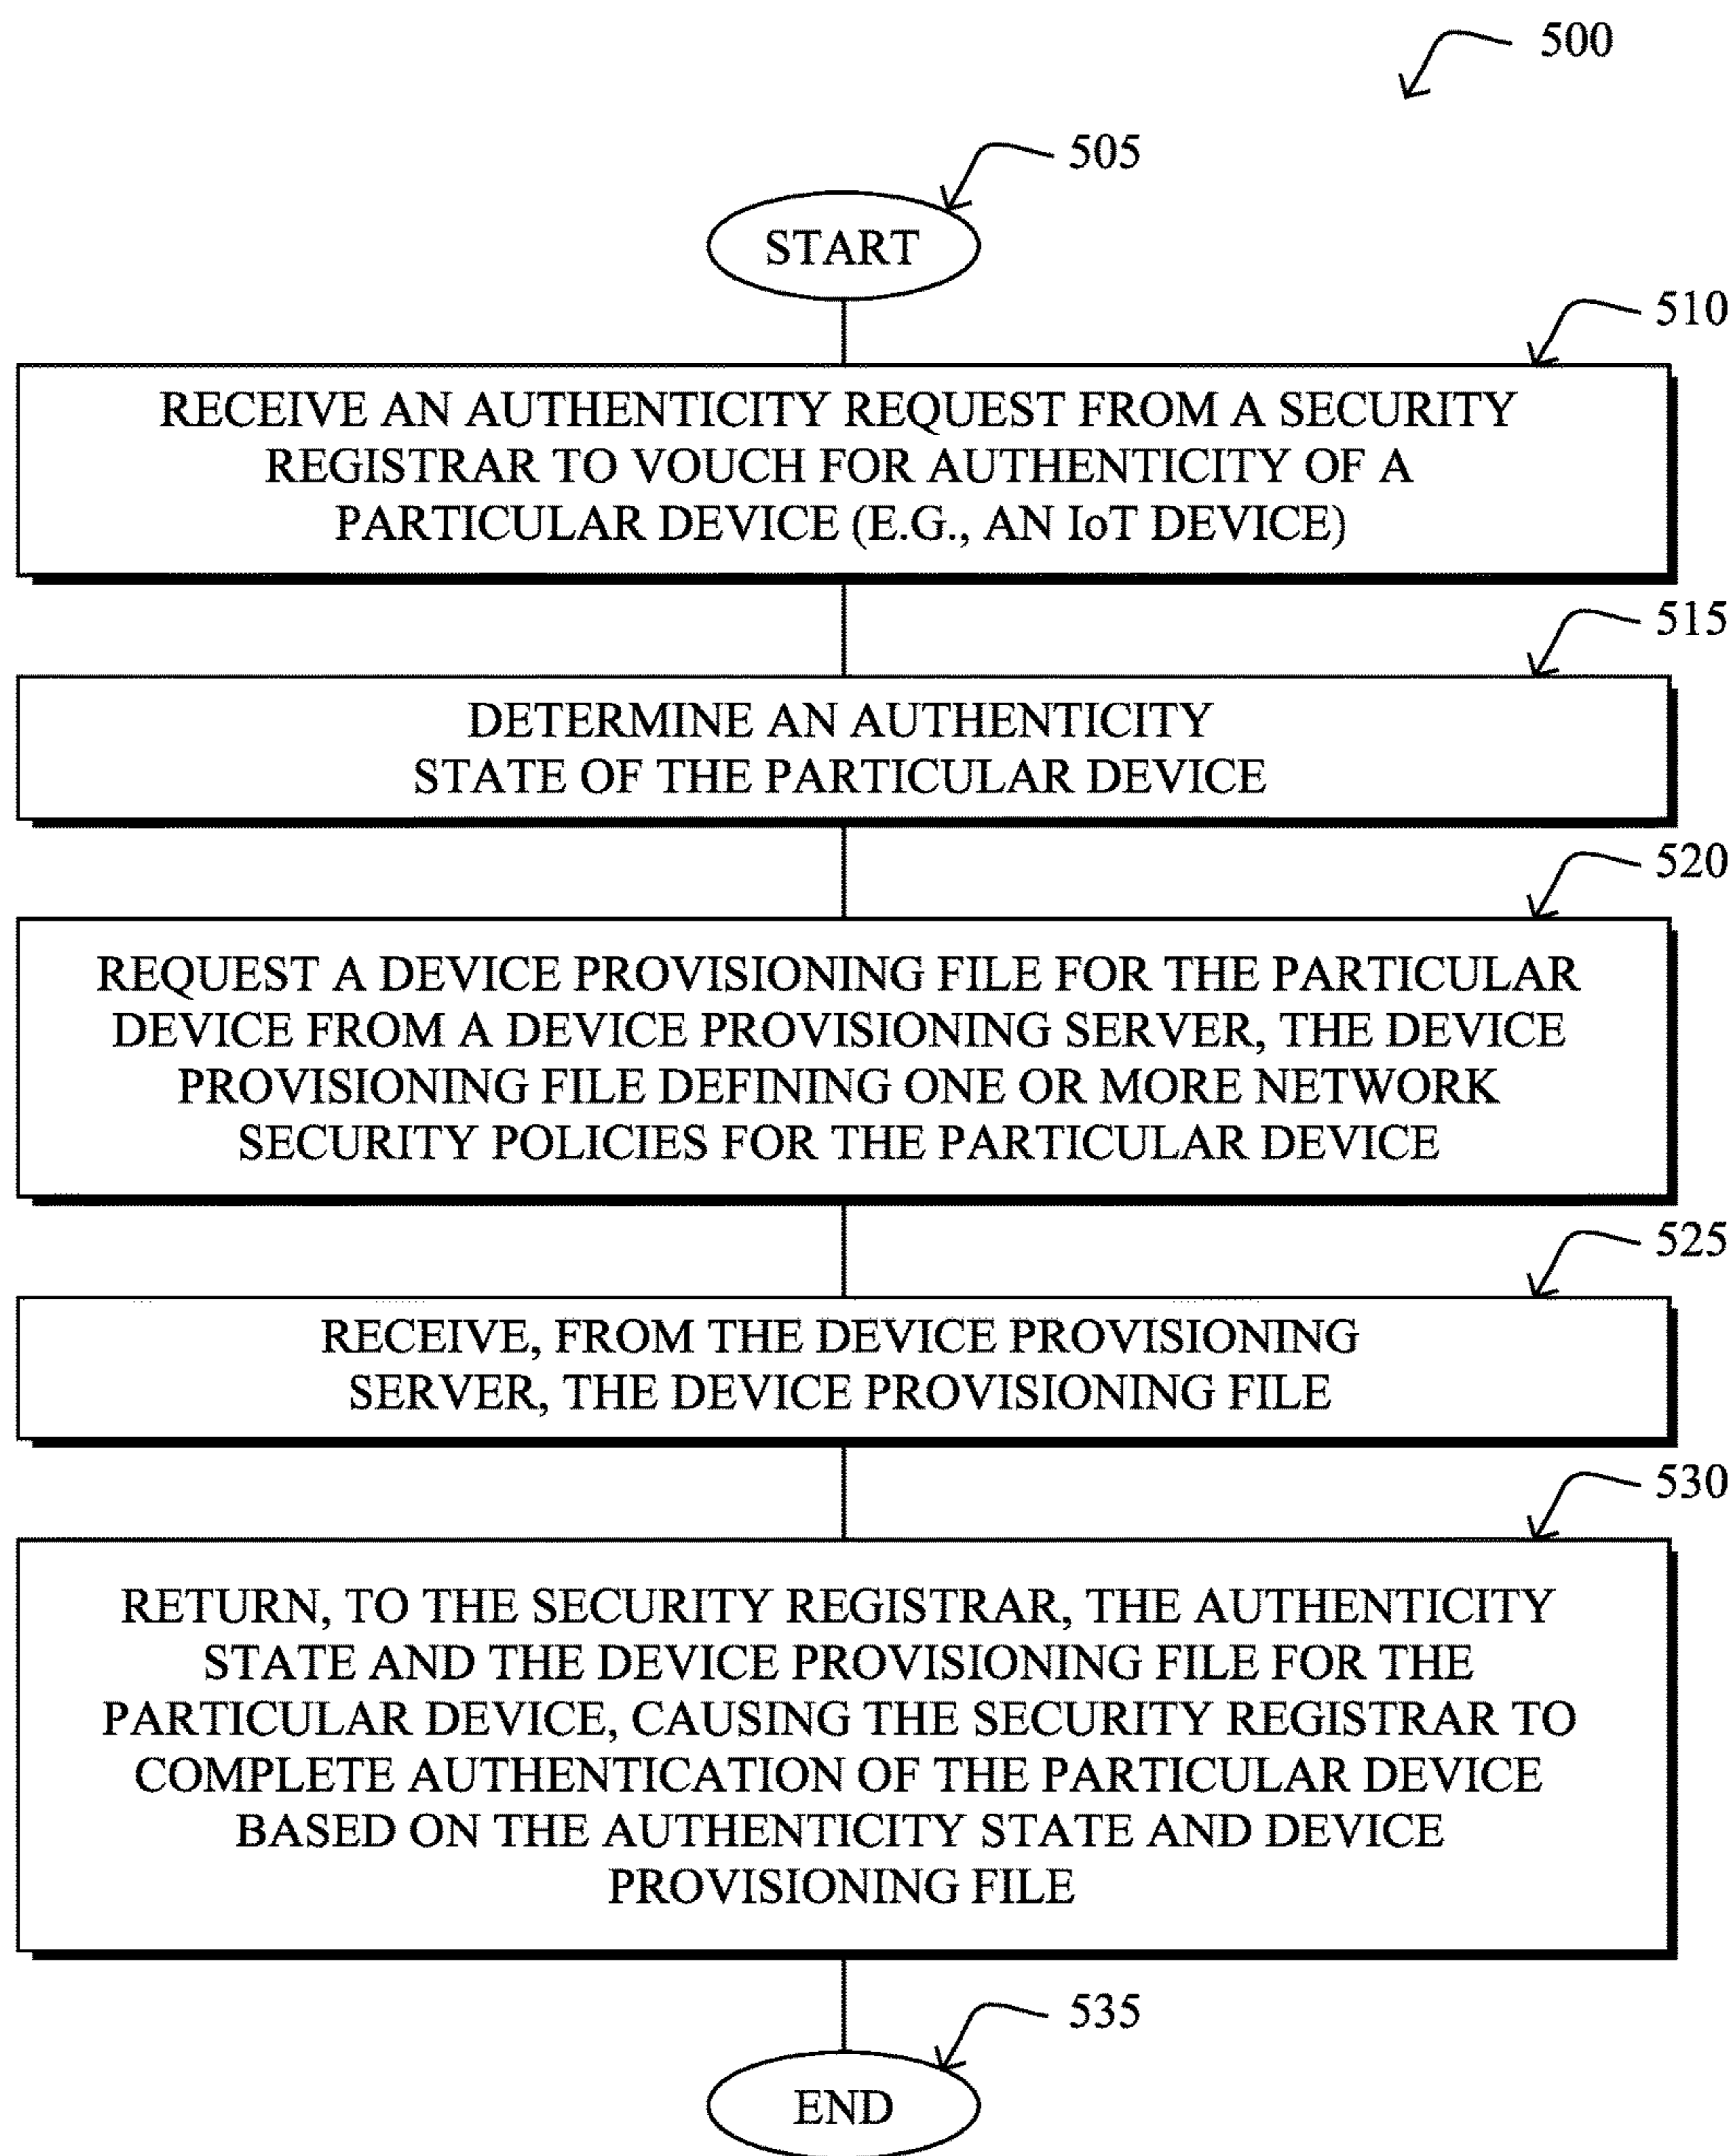 500
505
START
510
RECEIVE AN AUTHENTICITY REQUEST FROM A SECURITY
REGISTRAR TO VOUCH FOR AUTHENTICITY OF A
PARTICULAR DEVICE (E.G., AN IoT DEVICE)
515
DETERMINE AN AUTHENTICITY
STATE OF THE PARTICULAR DEVICE
520
REQUEST A DEVICE PROVISIONING FILE FOR THE PARTICULAR
DEVICE FROM A DEVICE PROVISIONING SERVER, THE DEVICE
PROVISIONING FILE DEFINING ONE OR MORE NETWORK
SECURITY POLICIES FOR THE PARTICULAR DEVICE
525
RECEIVE, FROM THE DEVICE PROVISIONING
SERVER, THE DEVICE PROVISIONING FILE
530
RETURN, TO THE SECURITY REGISTRAR, THE AUTHENTICITY
STATE AND THE DEVICE PROVISIONING FILE FOR THE
PARTICULAR DEVICE, CAUSING THE SECURITY REGISTRAR TO
COMPLETE AUTHENTICATION OF THE PARTICULAR DEVICE
BASED ON THE AUTHENTICITY STATE AND DEVICE
PROVISIONING FILE
535
END